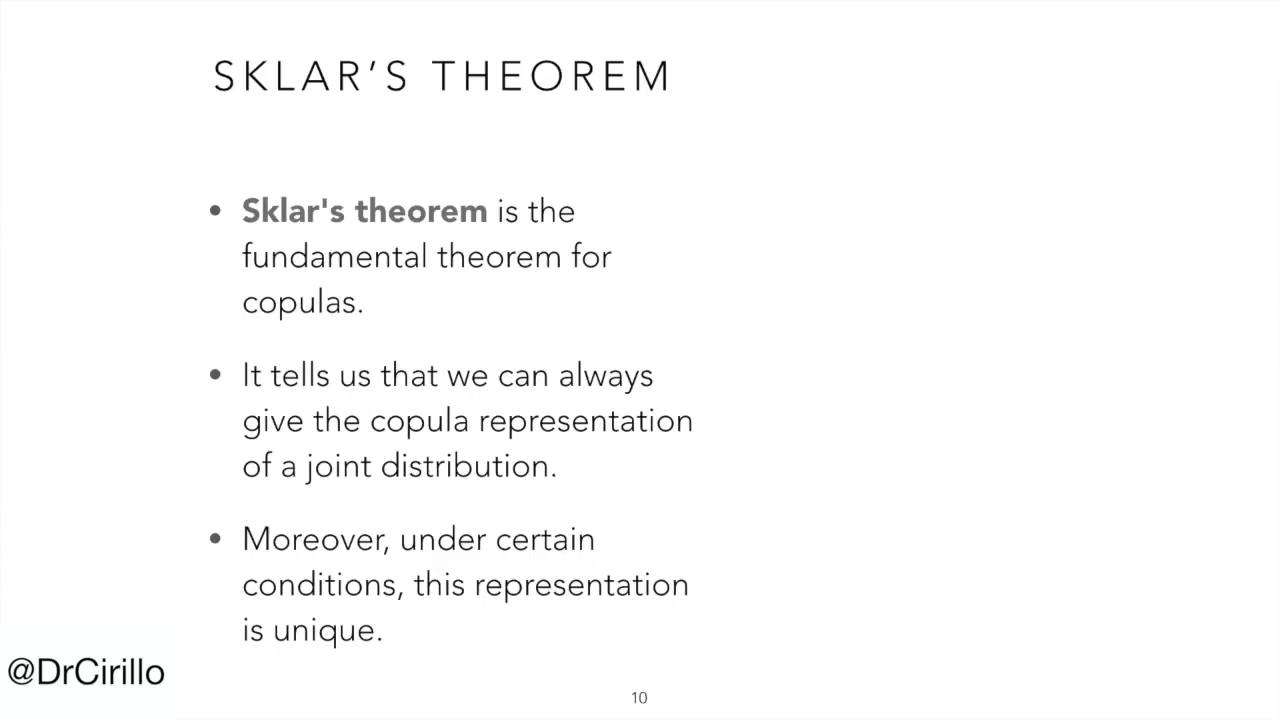 SKLAR’S THEOREM
• Sklar's theorem is the
fundamental theorem for
copulas.
• It tells us that we can always
give the copula representation
of a joint distribution.
• Moreover, under certain
conditions, this representation
is unique.
@DrCirillo
10